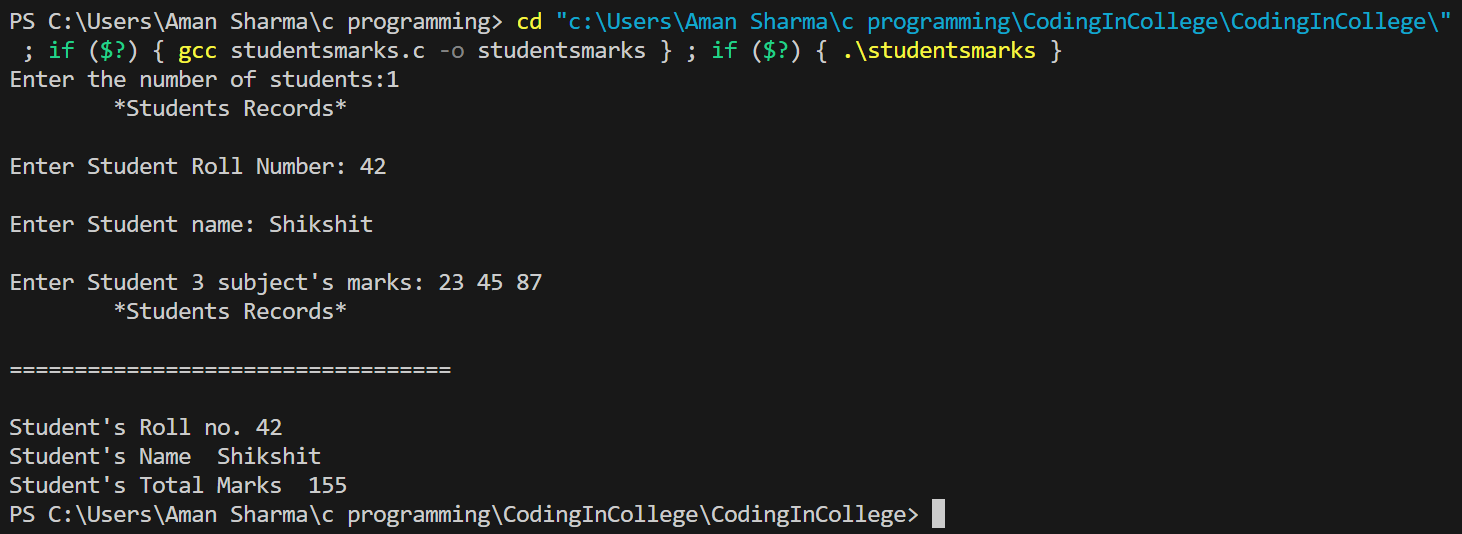 PS C:\Users\Aman Sharma\c programming> cd "c:\Users\Aman Sharma\c programming\CodingInCollege\CodingInCollege\"
 ; if ($?) { gcc studentsmarks.c -o studentsmarks } ; if ($?) { .\studentsmarks }
Enter the number of students:1
        *Students Records*
Enter Student Roll Number: 42
Enter Student name: Shikshit
Enter Student 3 subject's marks: 23 45 87
        *Students Records*
==================================
Student's Roll no. 42
Student's Name  Shikshit
Student's Total Marks  155
PS C:\Users\Aman Sharma\c programming\CodingInCollege\CodingInCollege>